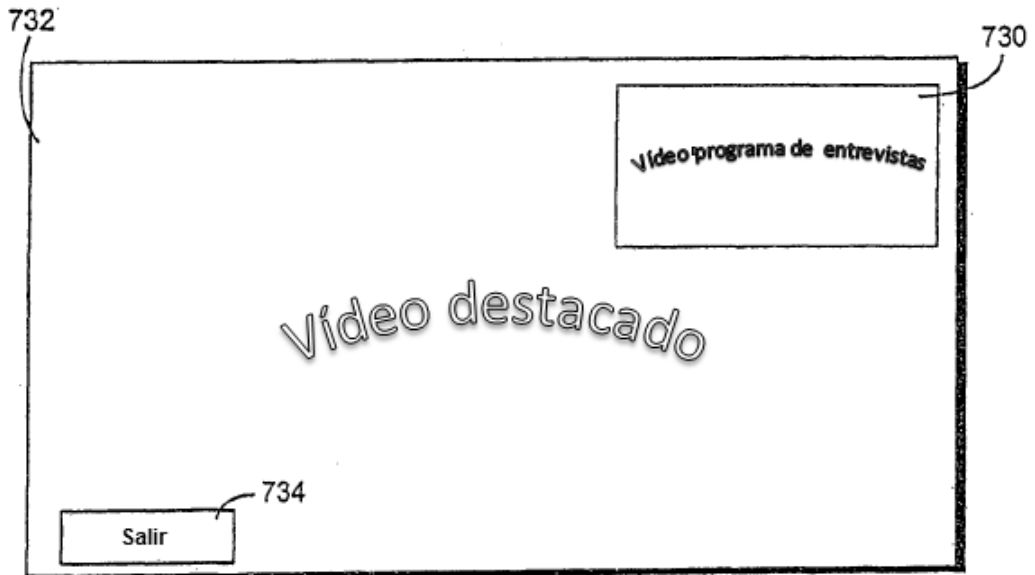 732
730
Vídeo programa de entrevistas
Vídeo destacado
734
Salir